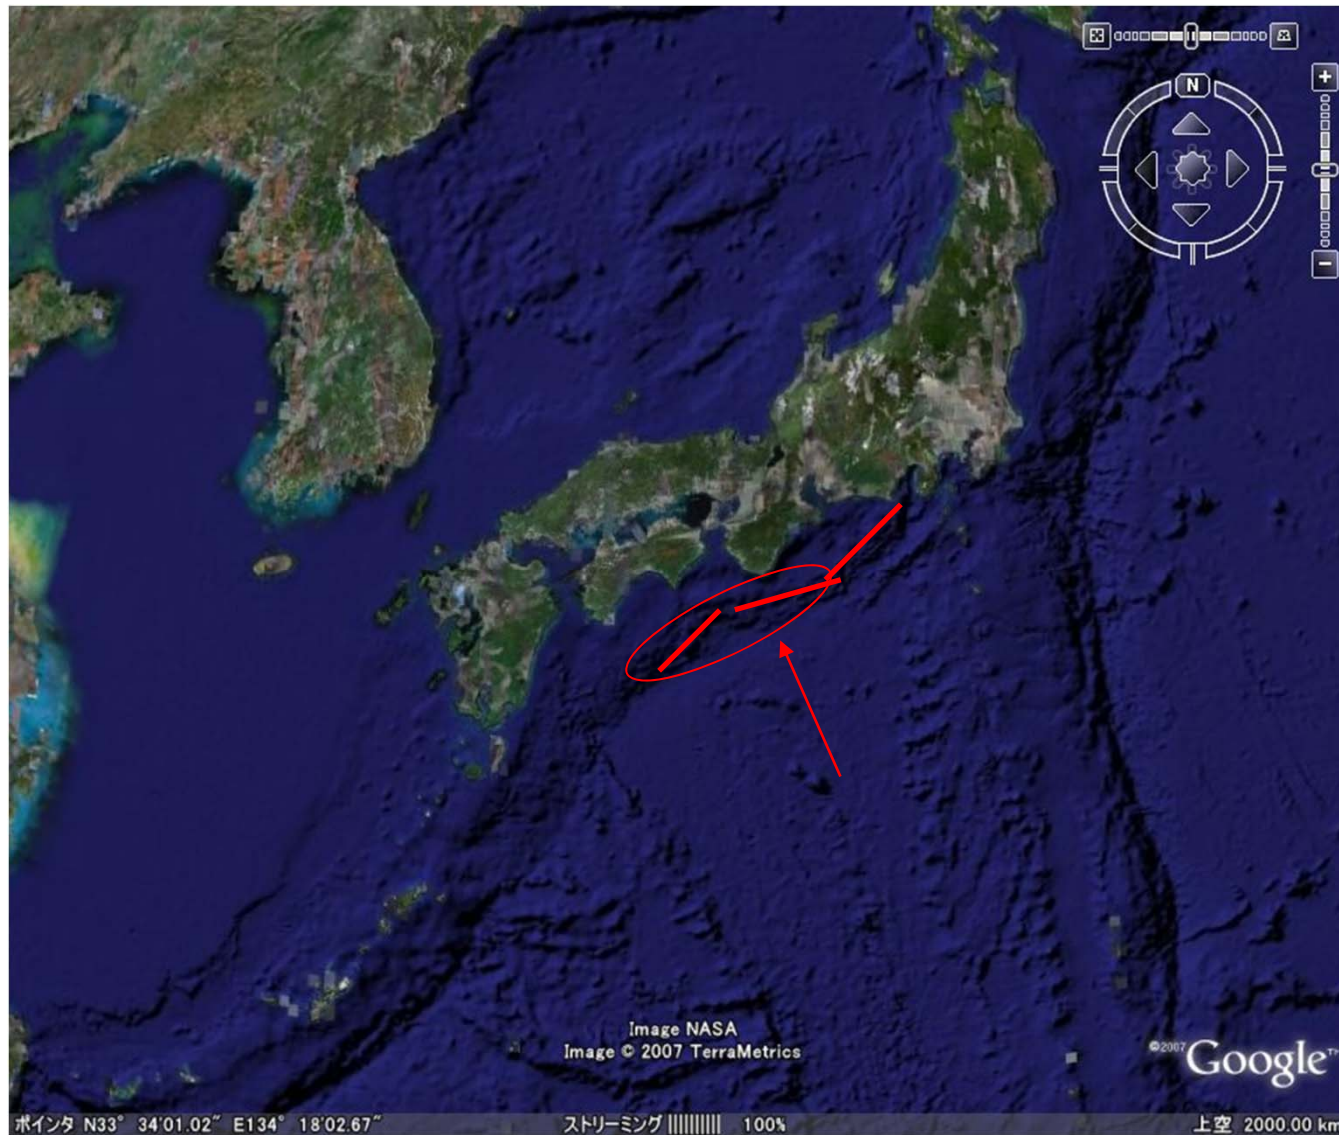 N
Image NASA
Image © 2007 TerraMetrics
©2007 Google™
ポインタ N33° 34'01.02" E134° 18'02.67"
ストリーミング 100%
上空 2000.00 km